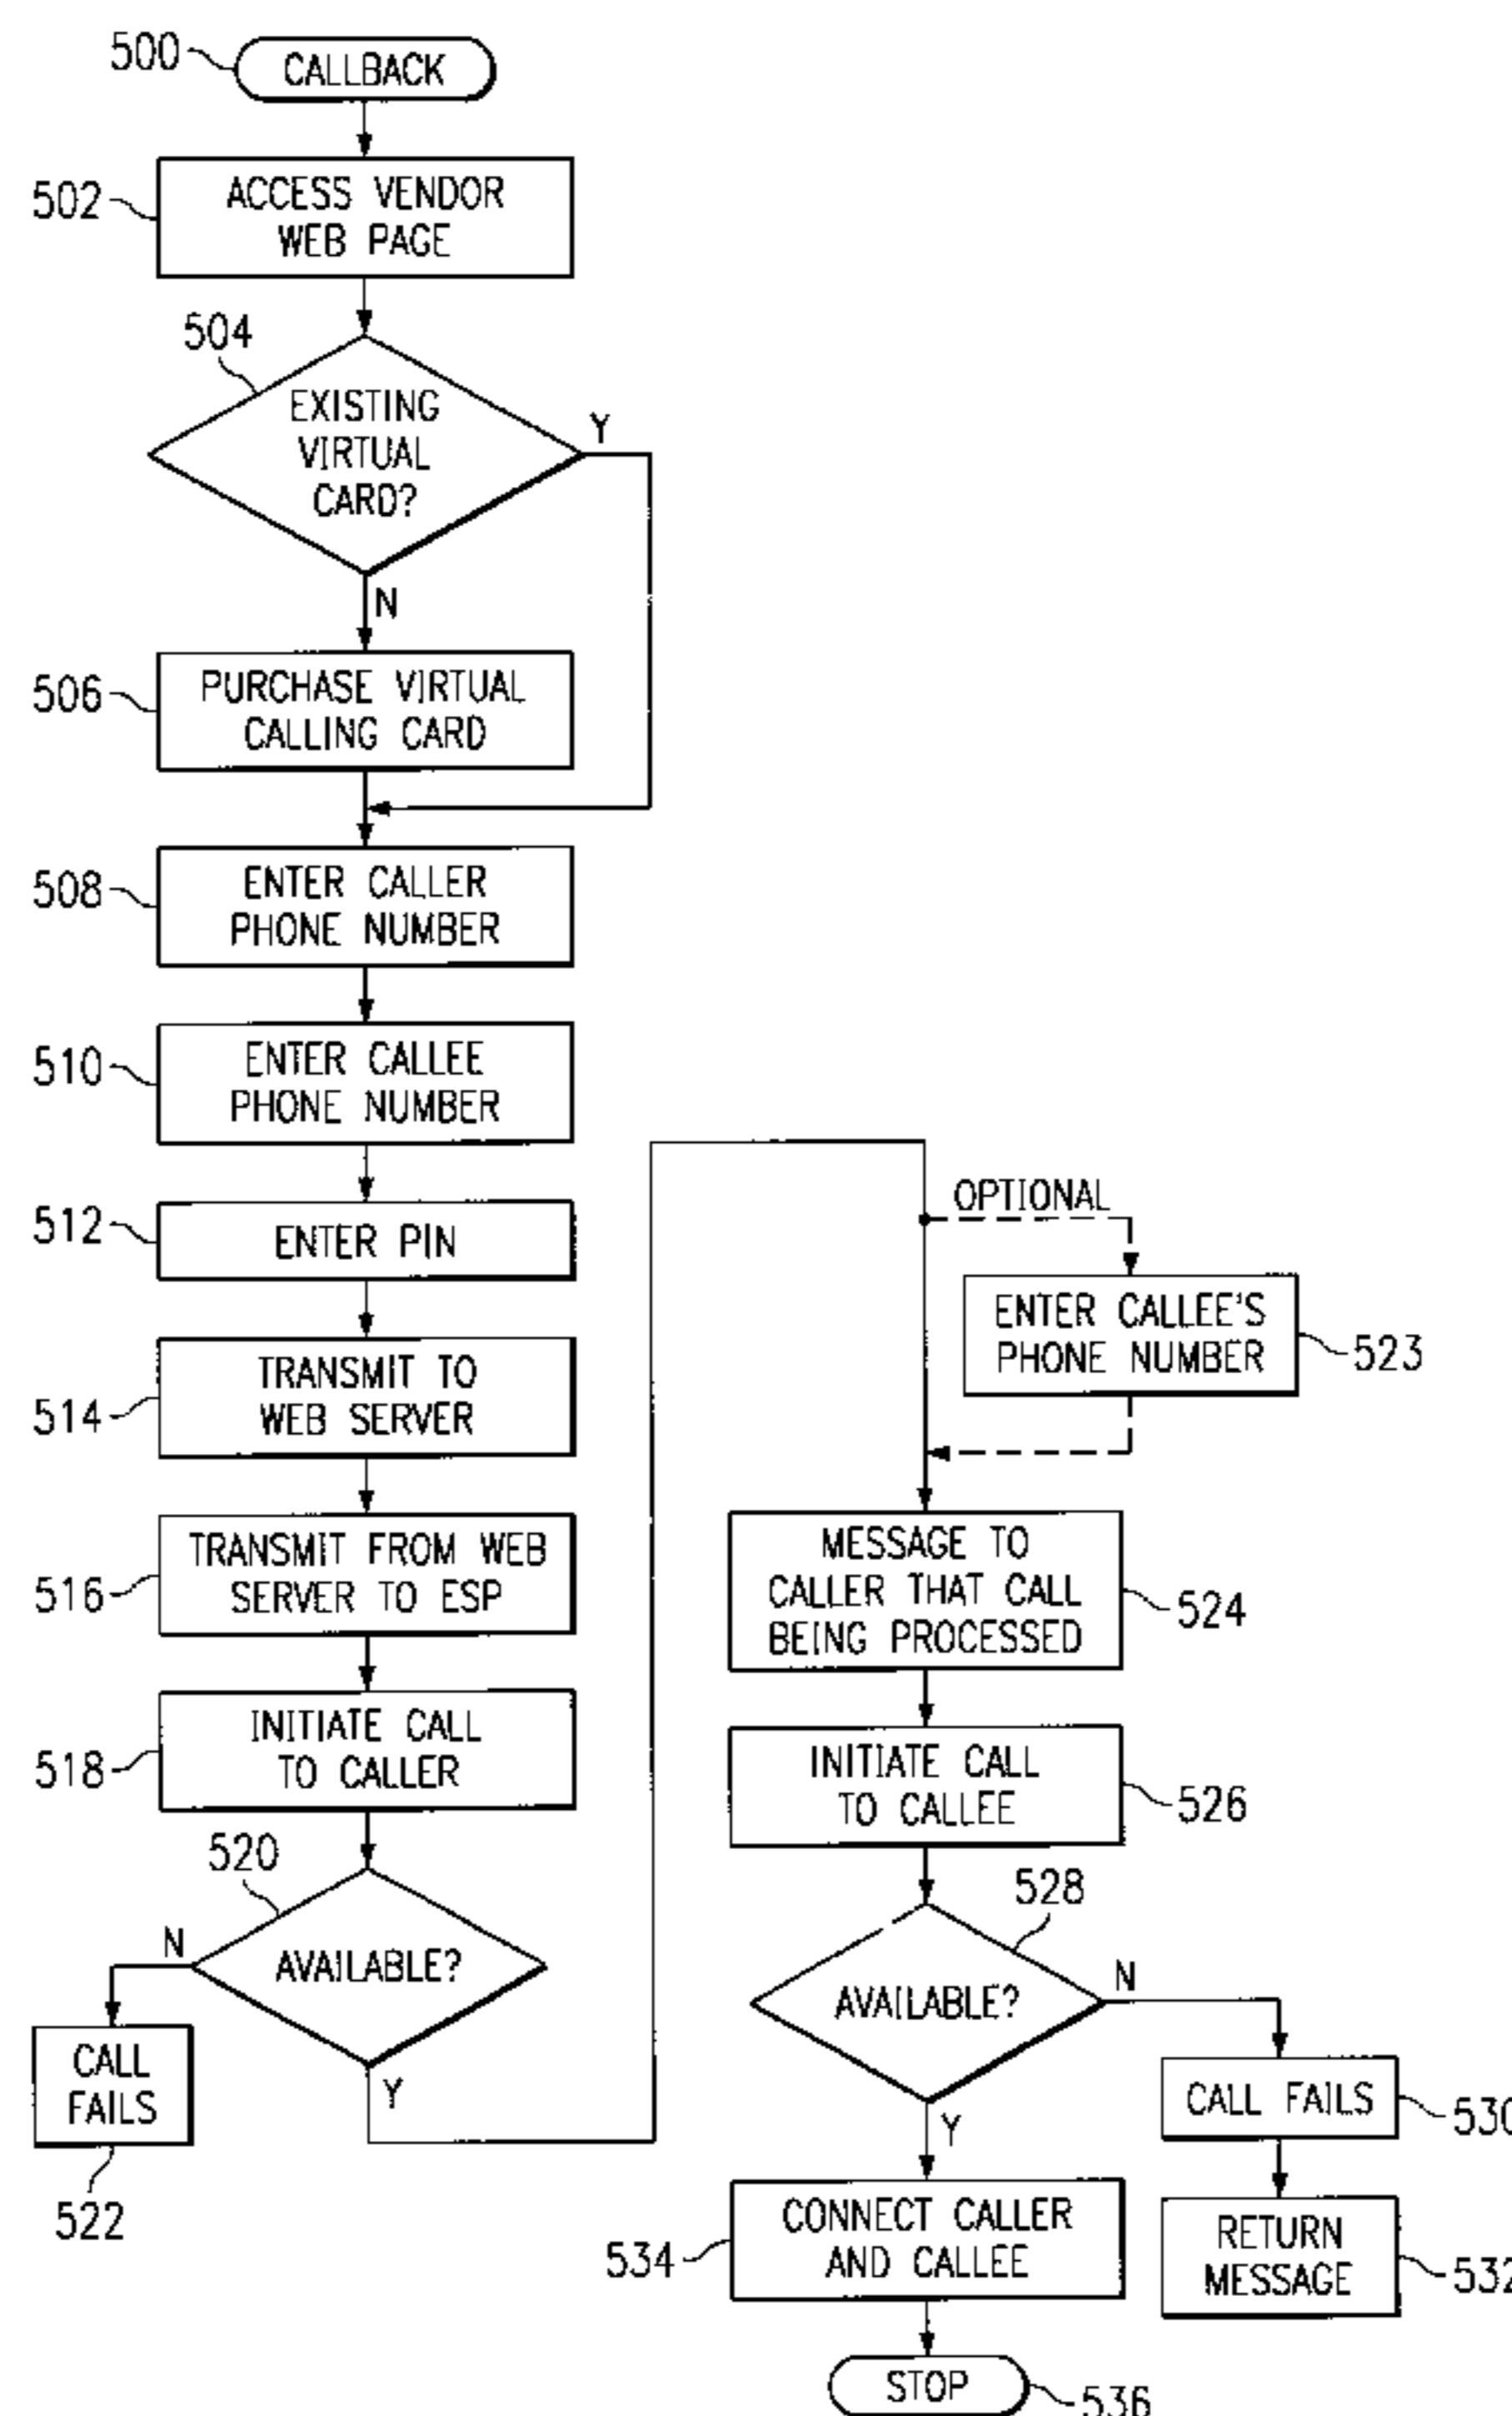 500
CALLBACK
502
ACCESS VENDOR
WEB PAGE
504
EXISTING
VIRTUAL
CARD?
Y
N
506
PURCHASE VIRTUAL
CALLING CARD
508
ENTER CALLER
PHONE NUMBER
510
ENTER CALLEE
PHONE NUMBER
512
ENTER PIN
514
TRANSMIT TO
WEB SERVER
516
TRANSMIT FROM WEB
SERVER TO ESP
518
INITIATE CALL
TO CALLER
520
AVAILABLE?
N
Y
CALL
FAILS
522
OPTIONAL
ENTER CALLEE'S
PHONE NUMBER
523
MESSAGE TO
CALLER THAT CALL
BEING PROCESSED
524
INITIATE CALL
TO CALLEE
526
528
AVAILABLE?
N
Y
CALL FAILS
530
RETURN
MESSAGE
532
534
CONNECT CALLER
AND CALLEE
STOP
536